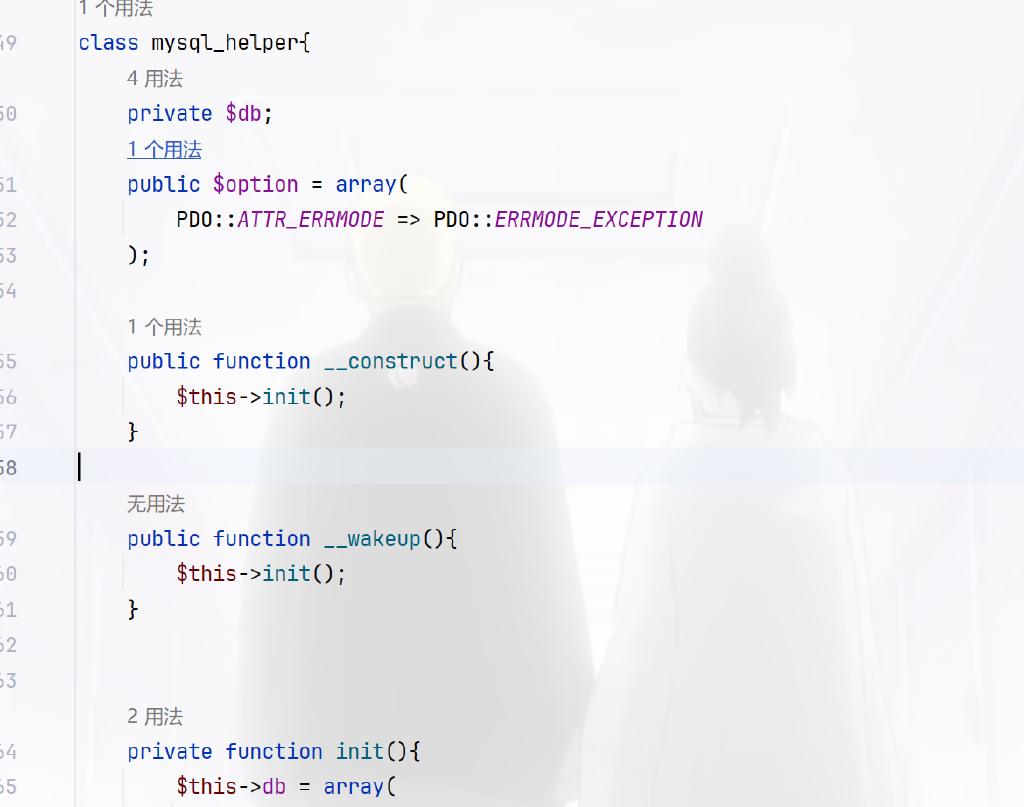 1 个用法
49 class mysql_helper{
4 用法
50 private $db;
1 个用法
51 public $option = array(
52 PDO::ATTR_ERRMODE => PDO::ERRMODE_EXCEPTION
53 );
54
1 个用法
55 public function __construct(){
56 $this->init();
57 }
58
无用法
59 public function __wakeup(){
60 $this->init();
61 }
62
63
2 用法
64 private function init(){
65 $this->db = array(